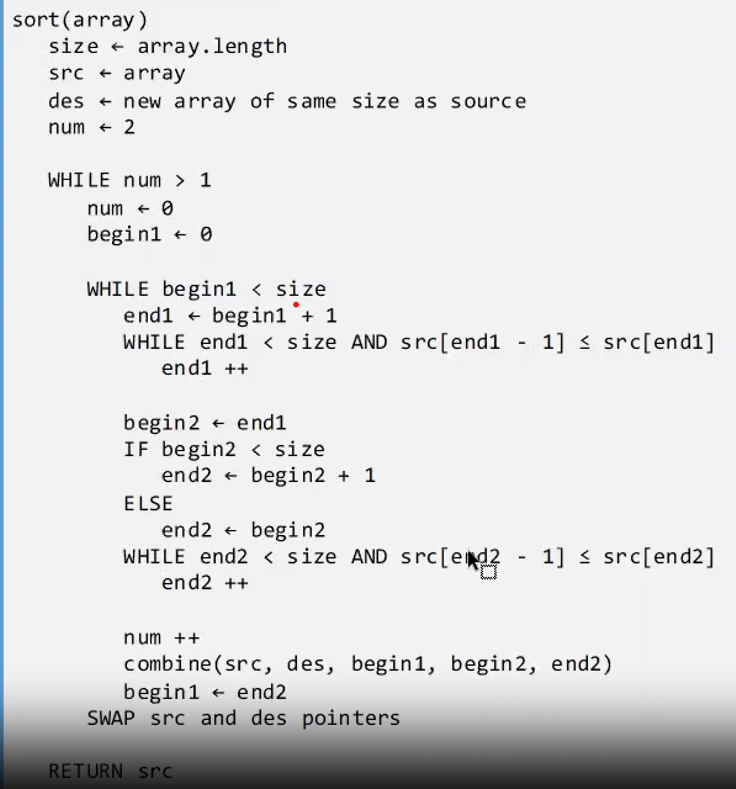 sort(array)
size ← array.length
src ← array
des ← new array of same size as source
num ← 2
WHILE num > 1
num ← 0
begin1 ← 0
WHILE begin1 < size
end1 ← begin1 + 1
WHILE end1 < size AND src[end1 - 1] ≤ src[end1]
end1 ++
begin2 ← end1
IF begin2 < size
end2 ← begin2 + 1
ELSE
end2 ← begin2
WHILE end2 < size AND src[end2 - 1] ≤ src[end2]
end2 ++
num ++
combine(src, des, begin1, begin2, end2)
begin1 ← end2
SWAP src and des pointers
RETURN src